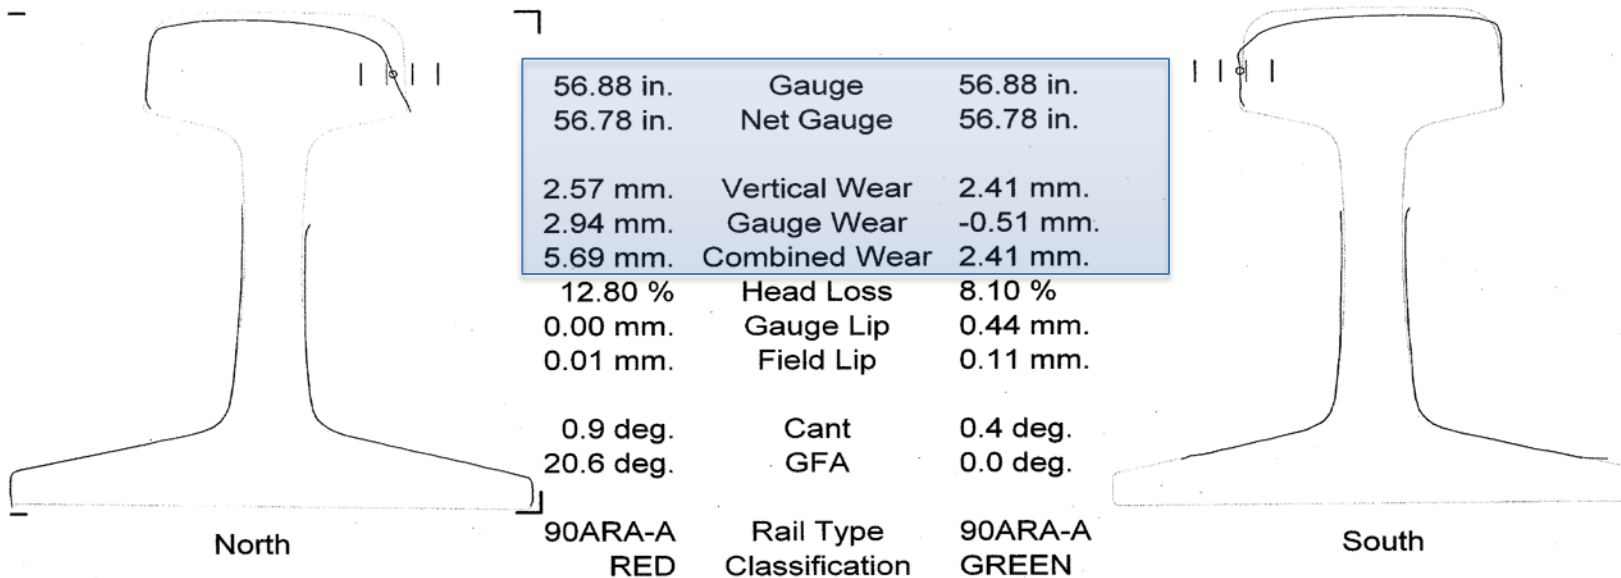 56.88 in. Gauge 56.88 in.
56.78 in. Net Gauge 56.78 in.
2.57 mm. Vertical Wear 2.41 mm.
2.94 mm. Gauge Wear -0.51 mm.
5.69 mm. Combined Wear 2.41 mm.
12.80 % Head Loss 8.10 %
0.00 mm. Gauge Lip 0.44 mm.
0.01 mm. Field Lip 0.11 mm.
0.9 deg. Cant 0.4 deg.
20.6 deg. GFA 0.0 deg.
90ARA-A Rail Type 90ARA-A
RED Classification GREEN
North
South